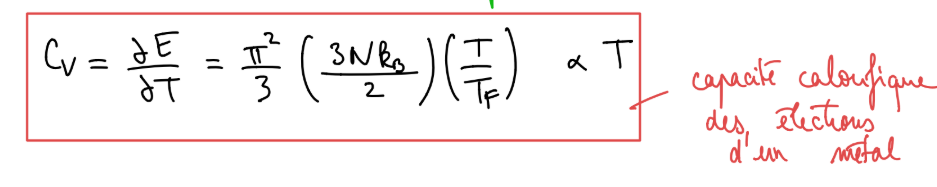 C_V = ∂E/∂T = π²/3 (3Nk_B/2) (T/T_F) ∝ T
capacité calorifique
des électrons
d'un métal